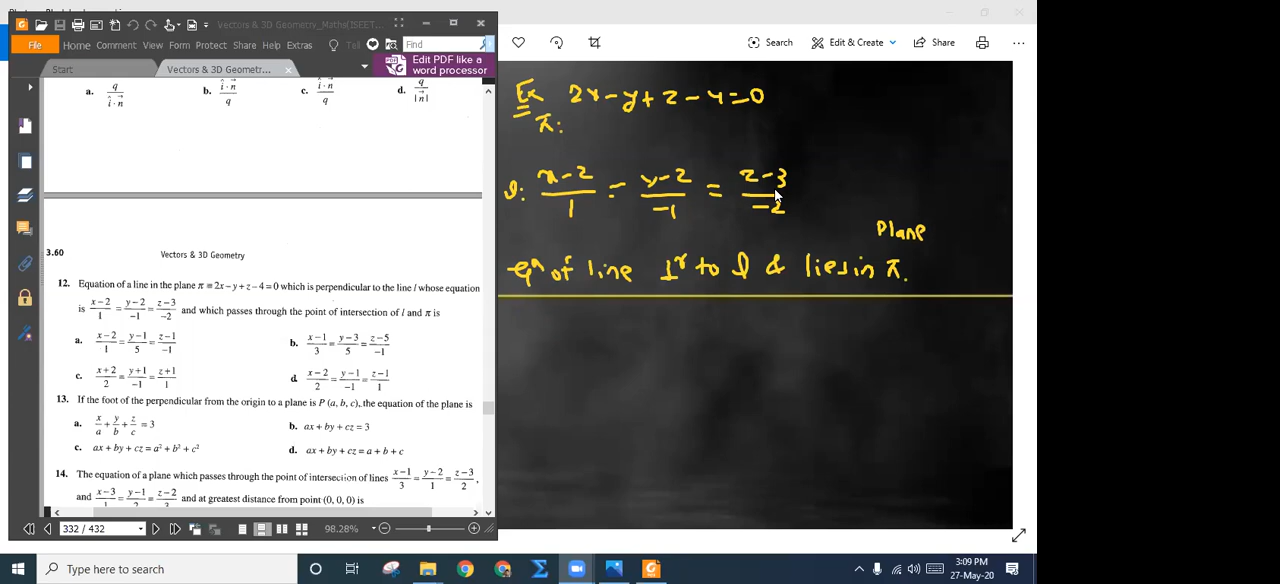 Vectors & 3D Geometry_Maths(ISEET,...
File Home Comment View Form Protect Share Help Extras Find
Start
Vectors & 3D Geometry_Maths...
Edit PDF like a
word processor
Search Edit & Create Share
a. q / î · n⃗ b. î · n⃗ / q c. î · n⃗ / q d. q / |n⃗|
3.60 Vectors & 3D Geometry
12. Equation of a line in the plane π ≡ 2x – y + z – 4 = 0 which is perpendicular to the line l whose equation
is (x–2)/1 = (y–2)/–1 = (z–3)/–2 and which passes through the point of intersection of l and π is
a. (x–2)/1 = (y–1)/5 = (z–1)/–1 b. (x–1)/3 = (y–3)/5 = (z–5)/–1
c. (x+2)/2 = (y+1)/–1 = (z+1)/1 d. (x–2)/2 = (y–1)/–1 = (z–1)/1
13. If the foot of the perpendicular from the origin to a plane is P (a, b, c), the equation of the plane is
a. x/a + y/b + z/c = 3 b. ax + by + cz = 3
c. ax + by + cz = a² + b² + c² d. ax + by + cz = a + b + c
14. The equation of a plane which passes through the point of intersection of lines (x–1)/3 = (y–2)/1 = (z–3)/2,
and (x–3)/1 = (y–1)/2 = (z–2)/3 and at greatest distance from point (0, 0, 0) is
332 / 432 98.28%
Ex 2x – y + z – 4 = 0
π:
l: (x–2)/1 = (y–2)/–1 = (z–3)/–2
Plane
eqn of line ⊥r to l & lies in π.
Type here to search
3:09 PM
27-May-20